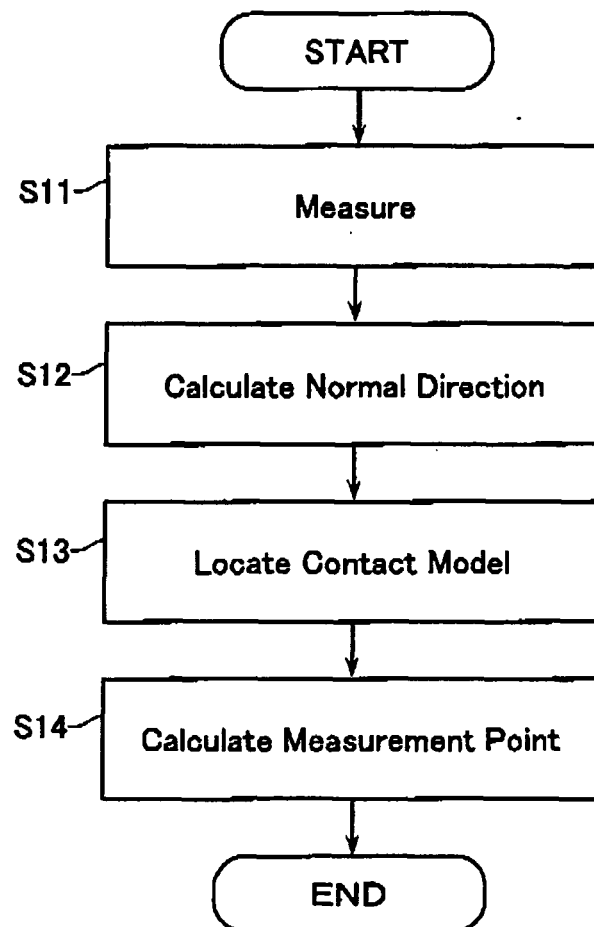 START
S11
Measure
S12
Calculate Normal Direction
S13
Locate Contact Model
S14
Calculate Measurement Point
END